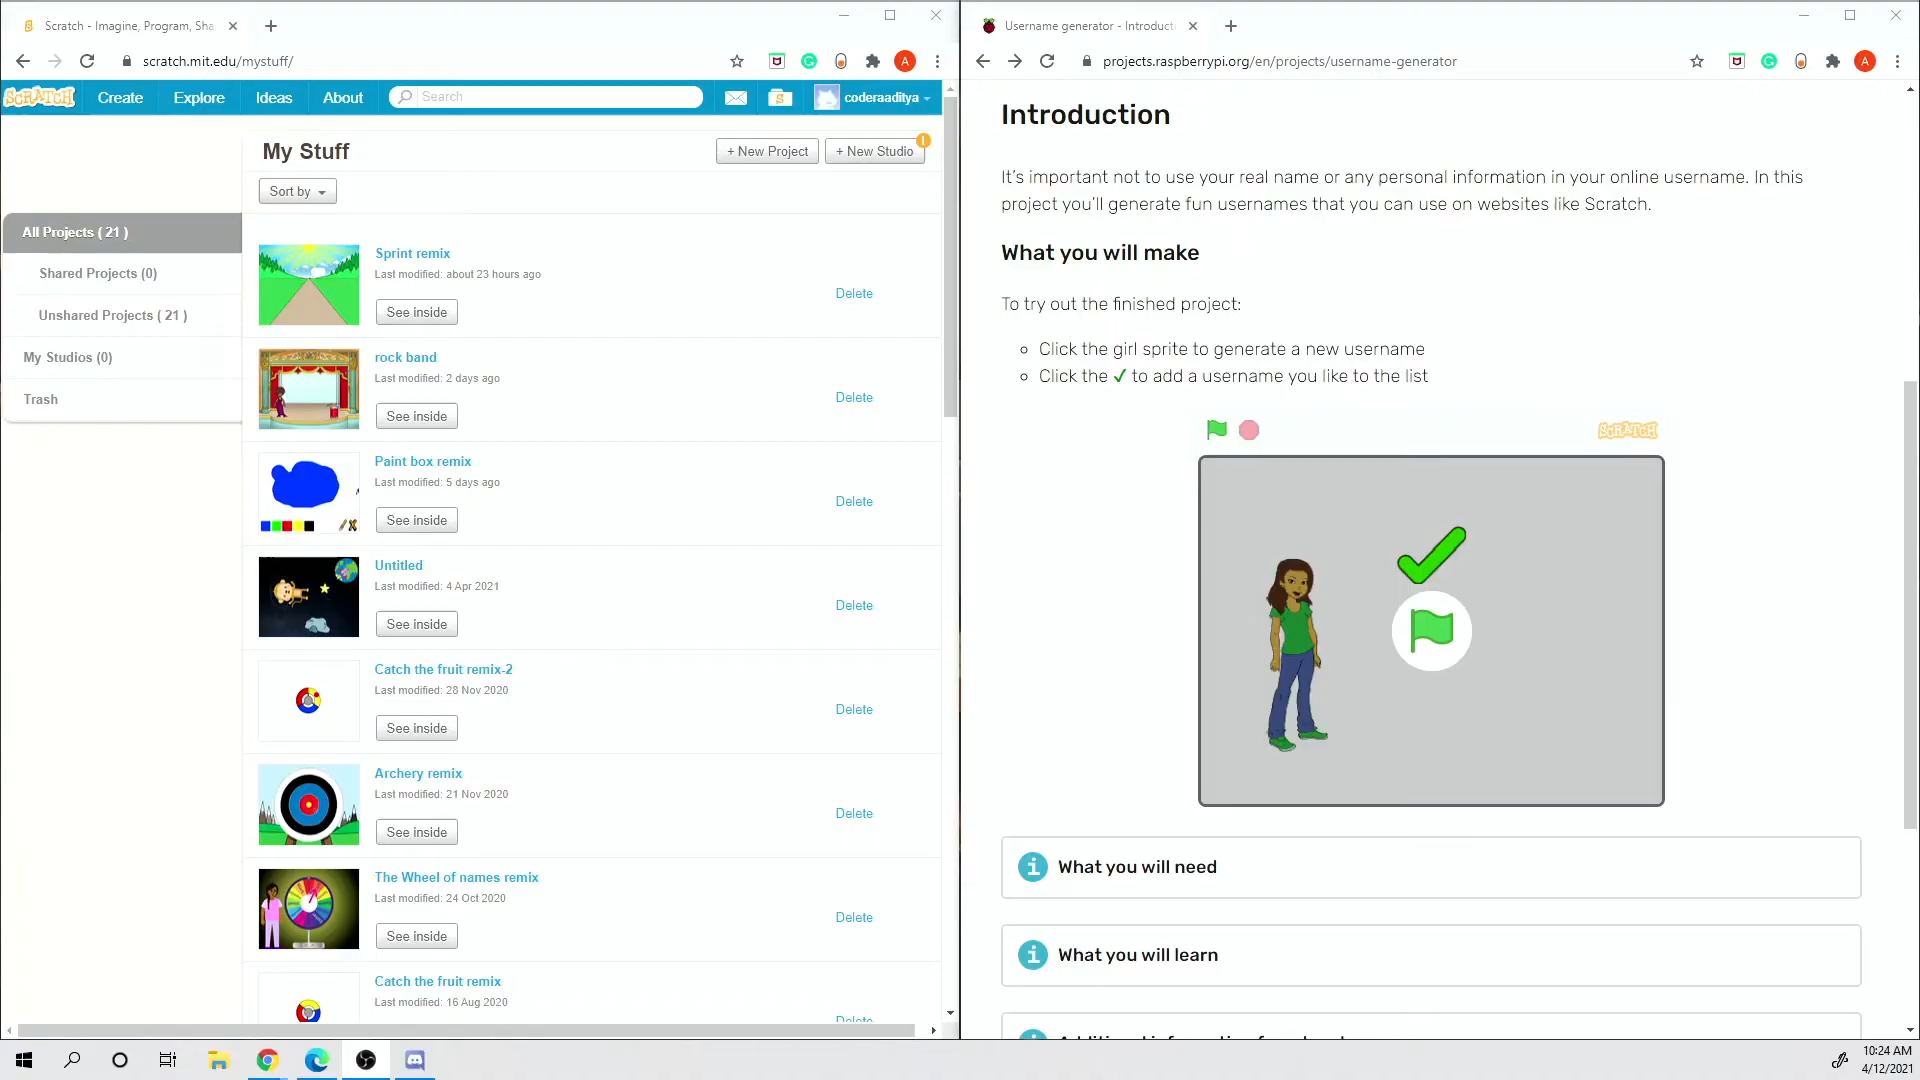 Scratch - Imagine, Program, Sha
scratch.mit.edu/mystuff/
A
SCRATCH
Create
Explore
Ideas
About
Search
coderaaditya
My Stuff
+ New Project
+ New Studio
Sort by
All Projects ( 21 )
Shared Projects (0)
Unshared Projects ( 21 )
My Studios (0)
Trash
Sprint remix
Last modified: about 23 hours ago
See inside
Delete
rock band
Last modified: 2 days ago
See inside
Delete
Paint box remix
Last modified: 5 days ago
See inside
Delete
Untitled
Last modified: 4 Apr 2021
See inside
Delete
Catch the fruit remix-2
Last modified: 28 Nov 2020
See inside
Delete
Archery remix
Last modified: 21 Nov 2020
See inside
Delete
The Wheel of names remix
Last modified: 24 Oct 2020
See inside
Delete
Catch the fruit remix
Last modified: 16 Aug 2020
Delete
Username generator - Introduct
projects.raspberrypi.org/en/projects/username-generator
A
Introduction
It's important not to use your real name or any personal information in your online username. In this
project you'll generate fun usernames that you can use on websites like Scratch.
What you will make
To try out the finished project:
Click the girl sprite to generate a new username
Click the ✓ to add a username you like to the list
SCRATCH
What you will need
What you will learn
10:24 AM
4/12/2021